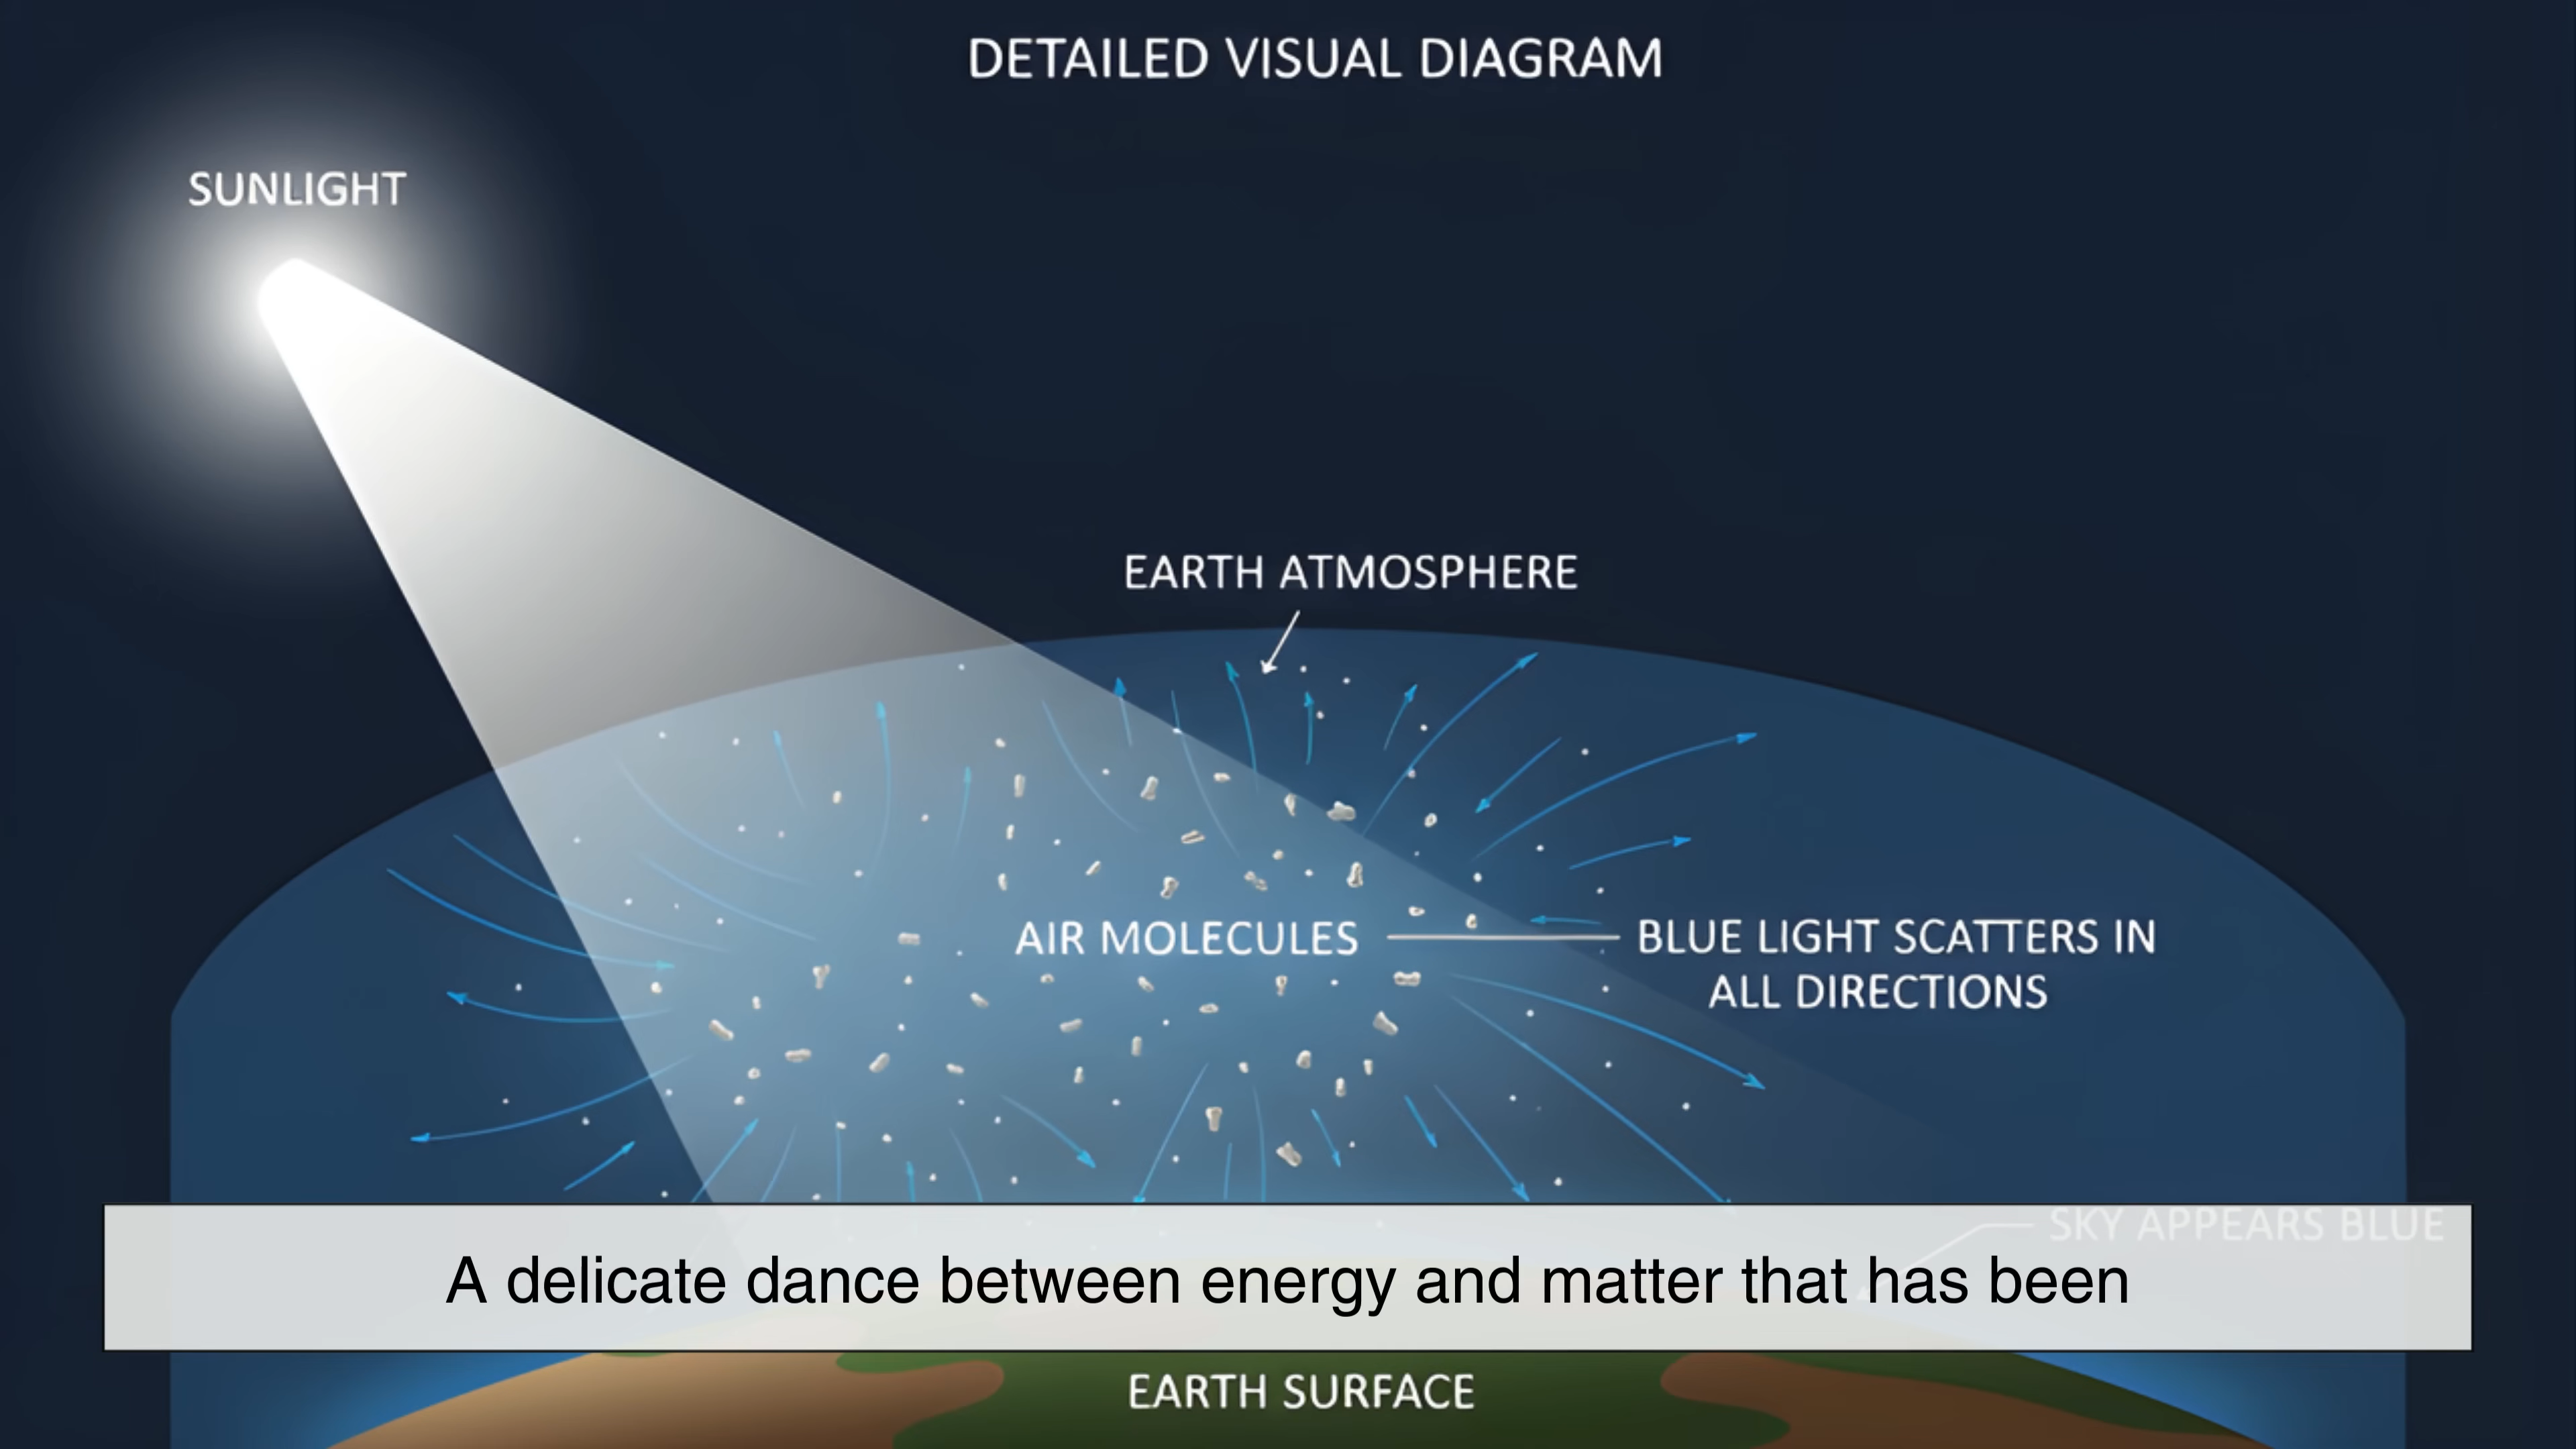 DETAILED VISUAL DIAGRAM
SUNLIGHT
EARTH ATMOSPHERE
AIR MOLECULES
BLUE LIGHT SCATTERS IN
ALL DIRECTIONS
SKY APPEARS BLUE
A delicate dance between energy and matter that has been
EARTH SURFACE